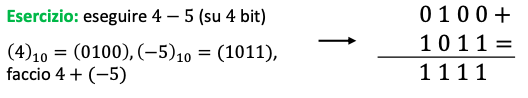 Esercizio: eseguire 4 − 5 (su 4 bit)
(4)₁₀ = (0100), (−5)₁₀ = (1011),
faccio 4 + (−5)
0 1 0 0 +
1 0 1 1 =
1 1 1 1